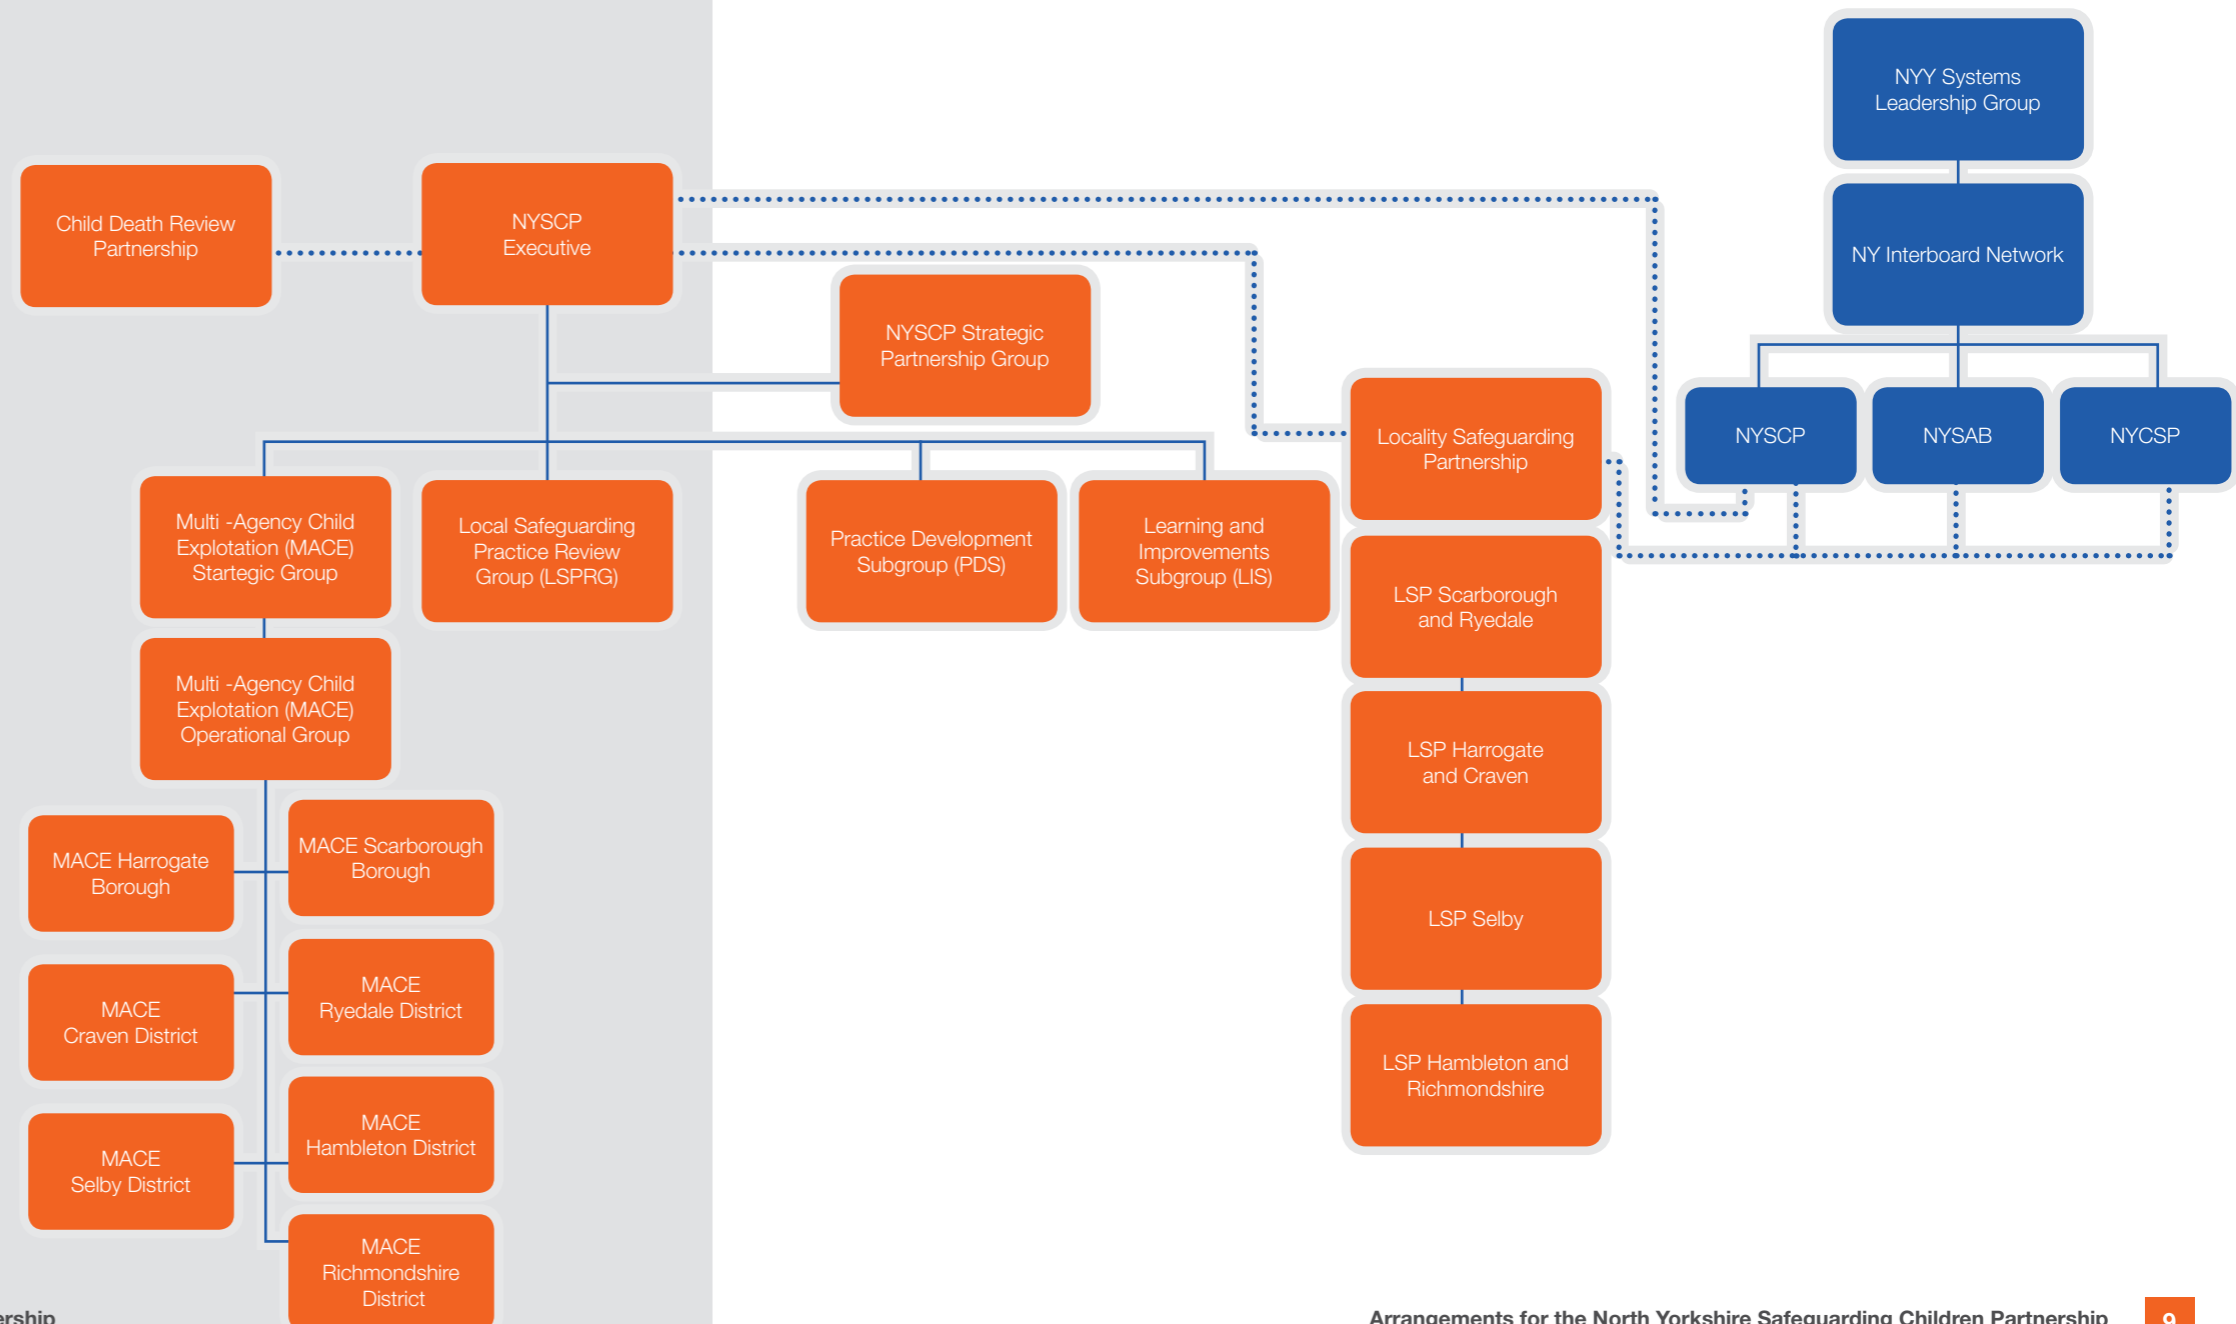 NYY Systems
Leadership Group
Child Death Review
Partnership
NYSCP
Executive
NY Interboard Network
NYSCP Strategic
Partnership Group
Locality Safeguarding
Partnership
NYSCP
NYSAB
NYCSP
Multi -Agency Child
Explotation (MACE)
Startegic Group
Local Safeguarding
Practice Review
Group (LSPRG)
Practice Development
Subgroup (PDS)
Learning and
Improvements
Subgroup (LIS)
LSP Scarborough
and Ryedale
Multi -Agency Child
Explotation (MACE)
Operational Group
LSP Harrogate
and Craven
MACE Harrogate
Borough
MACE Scarborough
Borough
LSP Selby
MACE
Craven District
MACE
Ryedale District
LSP Hambleton and
Richmondshire
MACE
Selby District
MACE
Hambleton District
MACE
Richmondshire
District
ership
Arrangements for the North Yorkshire Safeguarding Children Partnership
9